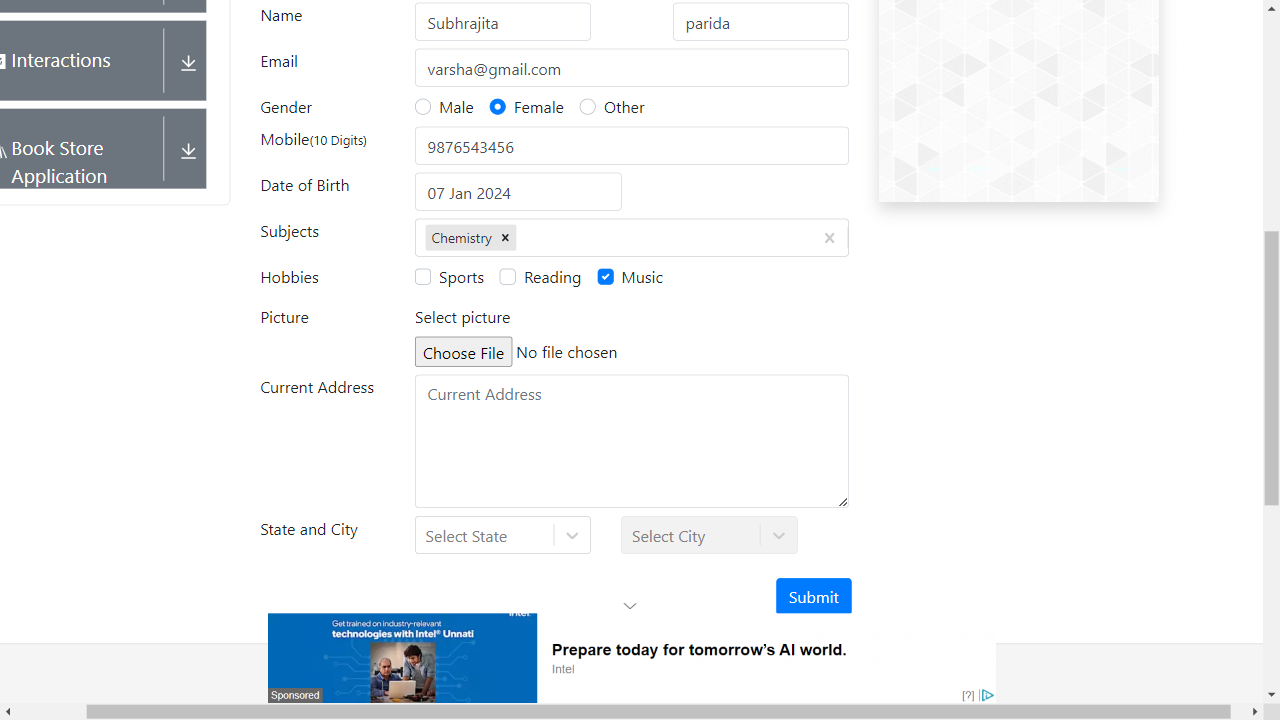 Name Subhrajita parida
Interactions
Email varsha@gmail.com
Gender Male Female Other
Mobile(10 Digits) 9876543456
Book Store
Application
Date of Birth 07 Jan 2024
Subjects Chemistry
Hobbies Sports Reading Music
Picture Select picture
Choose File No file chosen
Current Address Current Address
State and City Select State Select City
Submit
Get trained on industry-relevant
technologies with Intel® Unnati
Prepare today for tomorrow’s AI world.
Intel
Sponsored
[?]